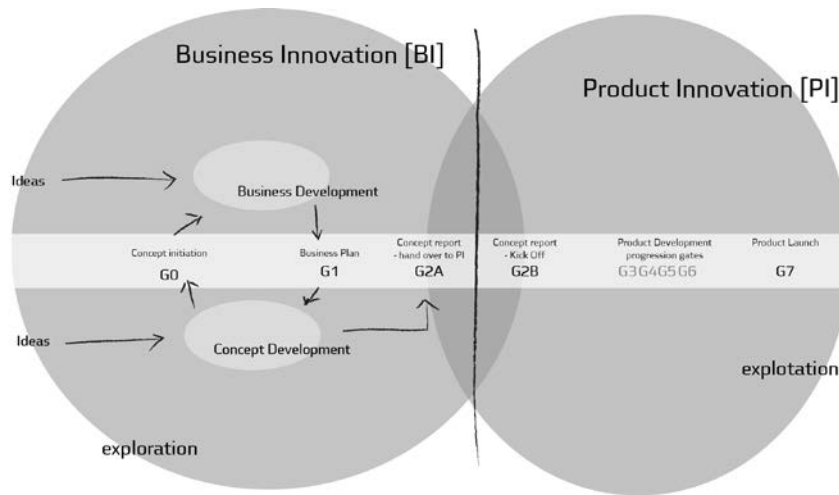 Business Innovation [BI]
Product Innovation [PI]
Ideas
Business Development
Concept initiation
G0
Business Plan
G1
Concept report
- hand over to PI
G2A
Concept report
- Kick Off
G2B
Product Development
progression gates
G3G4G5G6
Product Launch
G7
Ideas
Concept Development
explotation
exploration